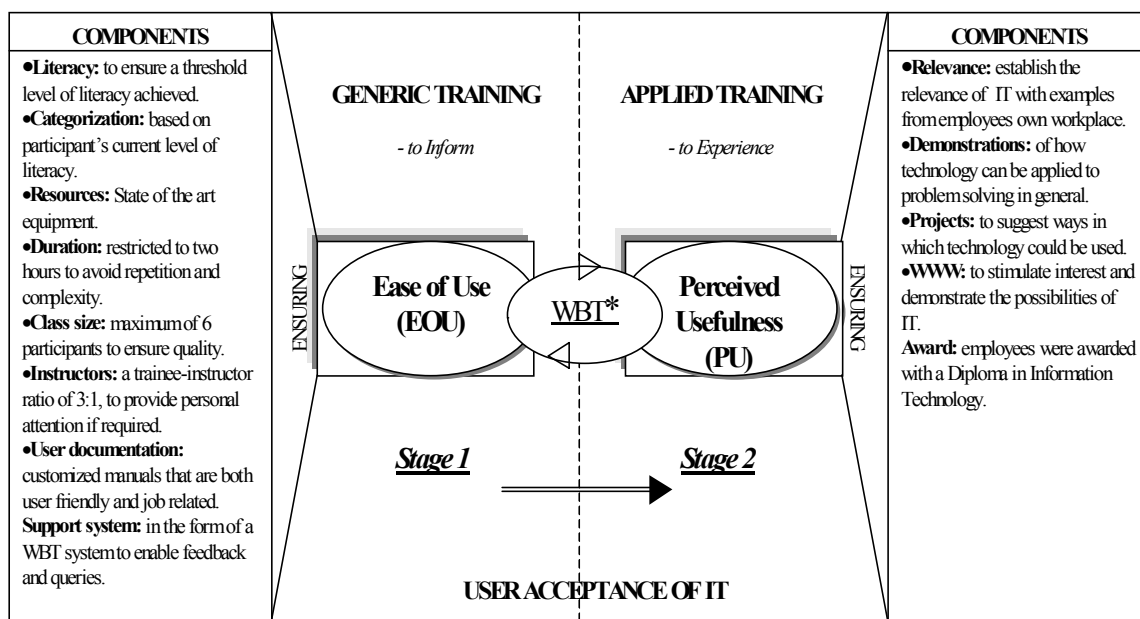 COMPONENTS
•Literacy: to ensure a threshold
level of literacy achieved.
•Categorization: based on
participant's current level of
literacy.
•Resources: State of the art
equipment.
•Duration: restricted to two
hours to avoid repetition and
complexity.
•Class size: maximum of 6
participants to ensure quality.
•Instructors: a trainee-instructor
ratio of 3:1, to provide personal
attention if required.
•User documentation:
customized manuals that are both
user friendly and job related.
Support system: in the form of a
WBT system to enable feedback
and queries.
GENERIC TRAINING
- to Inform
APPLIED TRAINING
- to Experience
ENSURING
Ease of Use
(EOU)
WBT*
Perceived
Usefulness
(PU)
ENSURING
Stage 1
Stage 2
USER ACCEPTANCE OF IT
COMPONENTS
•Relevance: establish the
relevance of IT with examples
from employees own workplace.
•Demonstrations: of how
technology can be applied to
problem solving in general.
•Projects: to suggest ways in
which technology could be used.
•WWW: to stimulate interest and
demonstrate the possibilities of
IT.
Award: employees were awarded
with a Diploma in Information
Technology.